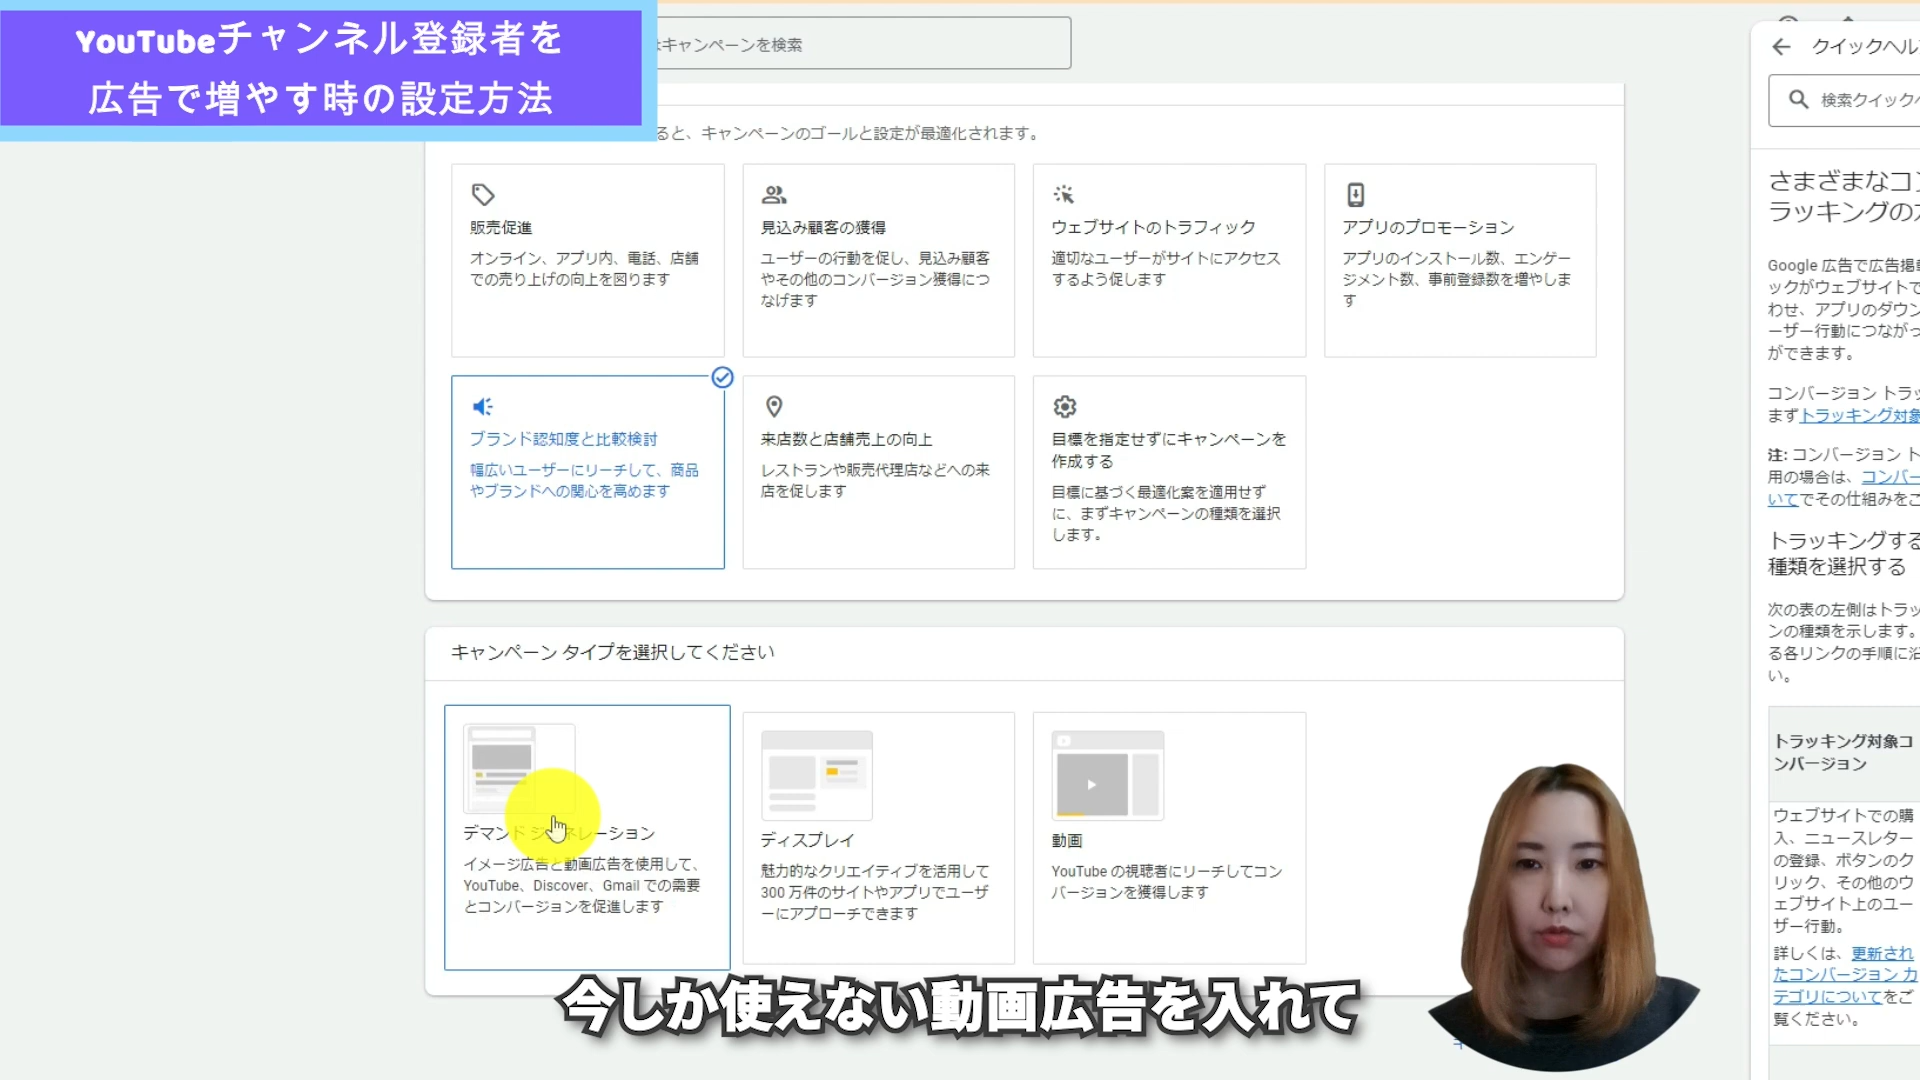 YouTubeチャンネル登録者を
広告で増やす時の設定方法
キャンペーンを検索
ると、キャンペーンのゴールと設定が最適化されます。
販売促進
オンライン、アプリ内、電話、店舗
での売り上げの向上を図ります
見込み顧客の獲得
ユーザーの行動を促し、見込み顧客
やその他のコンバージョン獲得につ
なげます
ウェブサイトのトラフィック
適切なユーザーがサイトにアクセス
するよう促します
アプリのプロモーション
アプリのインストール数、エンゲー
ジメント数、事前登録数を増やしま
す
ブランド認知度と比較検討
幅広いユーザーにリーチして、商品
やブランドへの関心を高めます
来店数と店舗売上の向上
レストランや販売代理店などへの来
店を促します
目標を指定せずにキャンペーンを
作成する
目標に基づく最適化案を適用せず
に、まずキャンペーンの種類を選択
します。
キャンペーン タイプを選択してください
デマンド ジェネレーション
イメージ広告と動画広告を使用して、
YouTube、Discover、Gmail での需要
とコンバージョンを促進します
ディスプレイ
魅力的なクリエイティブを活用して
300 万件のサイトやアプリでユーザ
ーにアプローチできます
動画
YouTube の視聴者にリーチしてコン
バージョンを獲得します
今しか使えない動画広告を入れて
クイックヘル
検索クイック
さまざまなコン
ラッキングの
Google 広告で広告掲
ックがウェブサイトで
わせ、アプリのダウン
ーザー行動につながっ
ができます。
コンバージョン トラッ
まずトラッキング対象
注: コンバージョン ト
用の場合は、コンバー
いてでその仕組みをご
トラッキングする
種類を選択する
次の表の左側はトラッ
ンの種類を示します。
る各リンクの手順に沿
い。
トラッキング対象コ
ンバージョン
ウェブサイトでの購
入、ニュースレター
の登録、ボタンのク
リック、その他のウ
ェブサイト上のユー
ザー行動。
詳しくは、更新され
たコンバージョン カ
テゴリについてをご
覧ください。